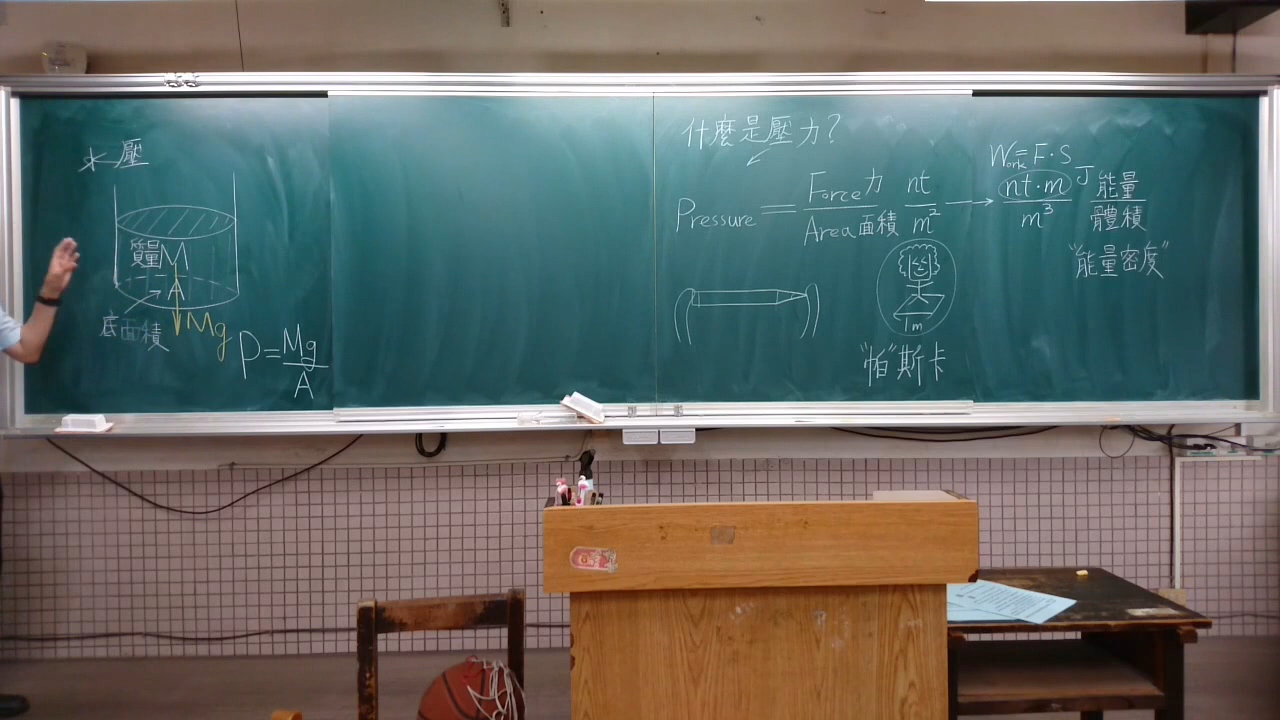 水壓
質量M
A
底面積
Mg
P=Mg/A
什麼是壓力?
Pressure = Force力/Area面積 nt/m² → nt·m/m³ J 能量/體積
Work=F·S
"能量密度"
1m
"帕"斯卡